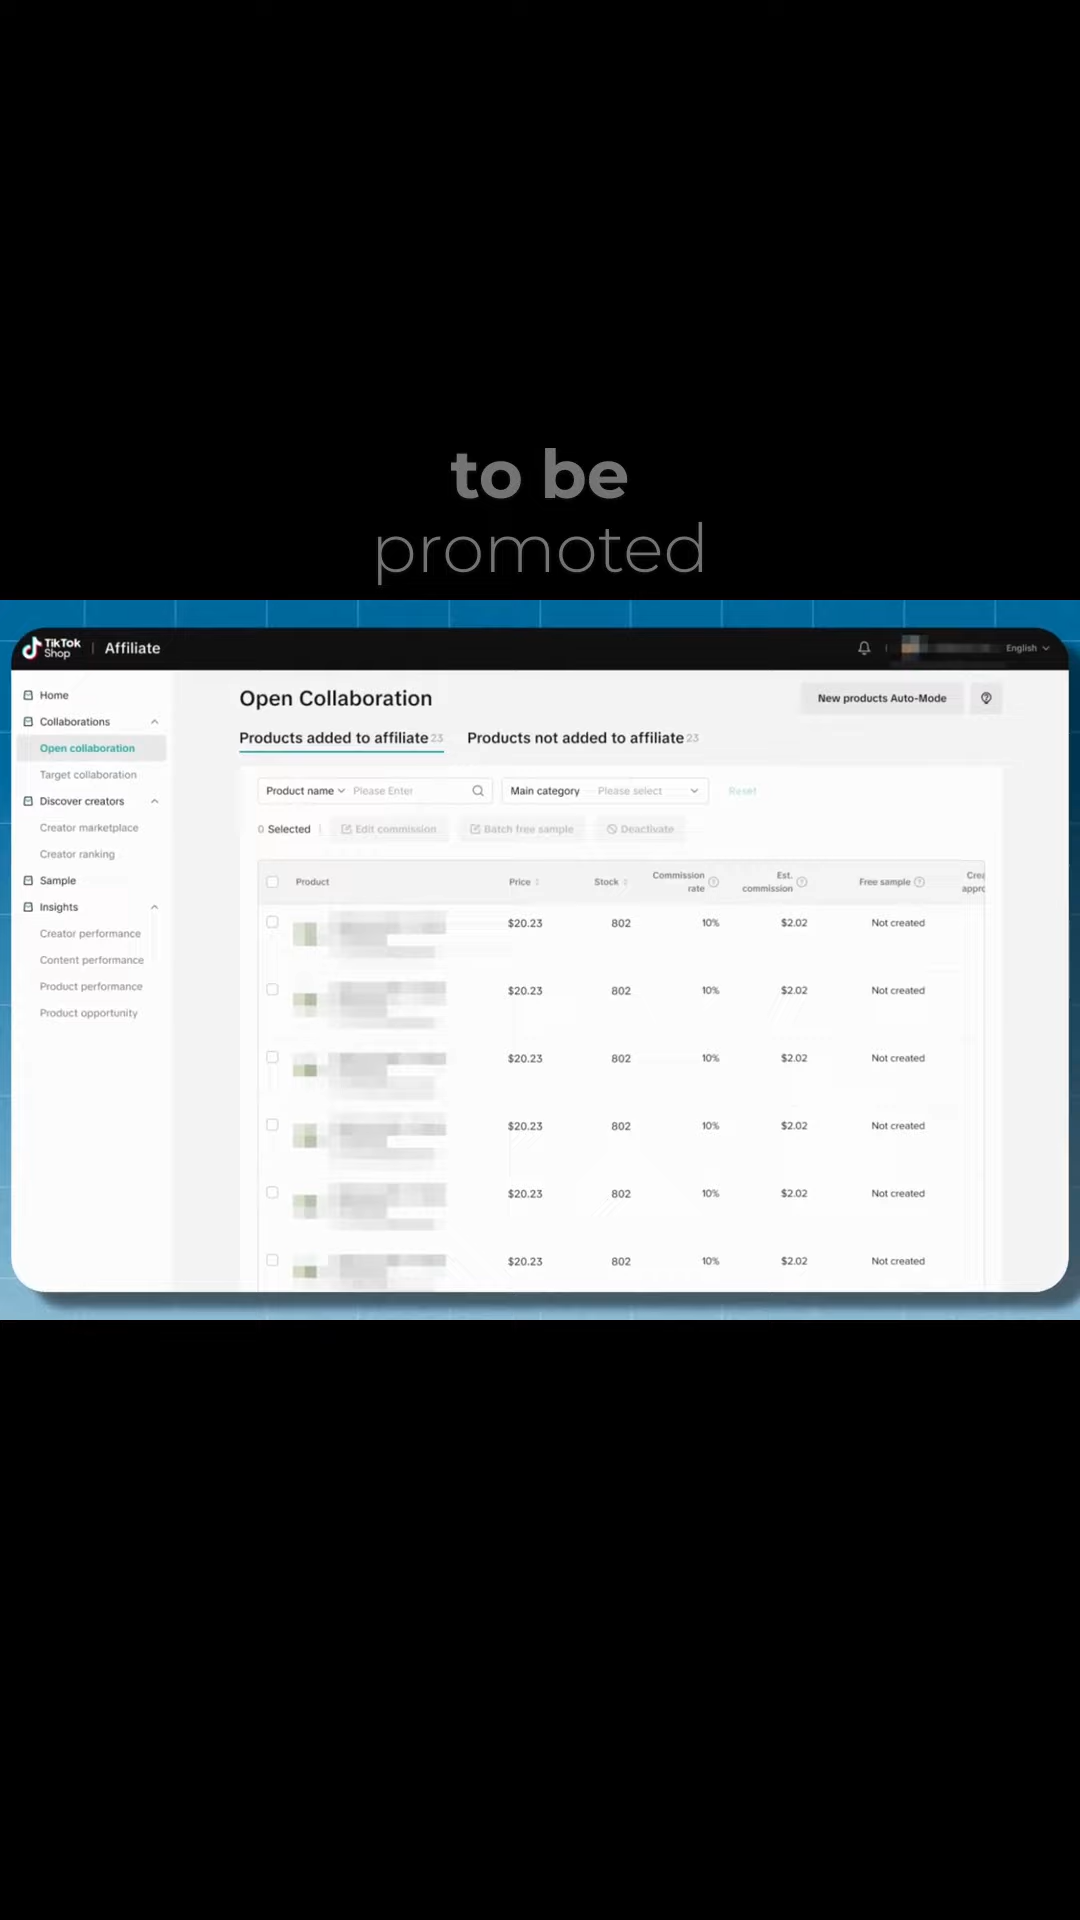 to be
promoted
TikTok Shop | Affiliate
English
Home
Collaborations
Open collaboration
Target collaboration
Discover creators
Creator marketplace
Creator ranking
Sample
Insights
Creator performance
Content performance
Product performance
Product opportunity
Open Collaboration
New products Auto-Mode
Products added to affiliate 23 Products not added to affiliate 23
Product name Please Enter Main category Please select Reset
0 Selected Edit commission Batch free sample Deactivate
Product Price Stock Commission rate Est. commission Free sample
$20.23 802 10% $2.02 Not created
$20.23 802 10% $2.02 Not created
$20.23 802 10% $2.02 Not created
$20.23 802 10% $2.02 Not created
$20.23 802 10% $2.02 Not created
$20.23 802 10% $2.02 Not created